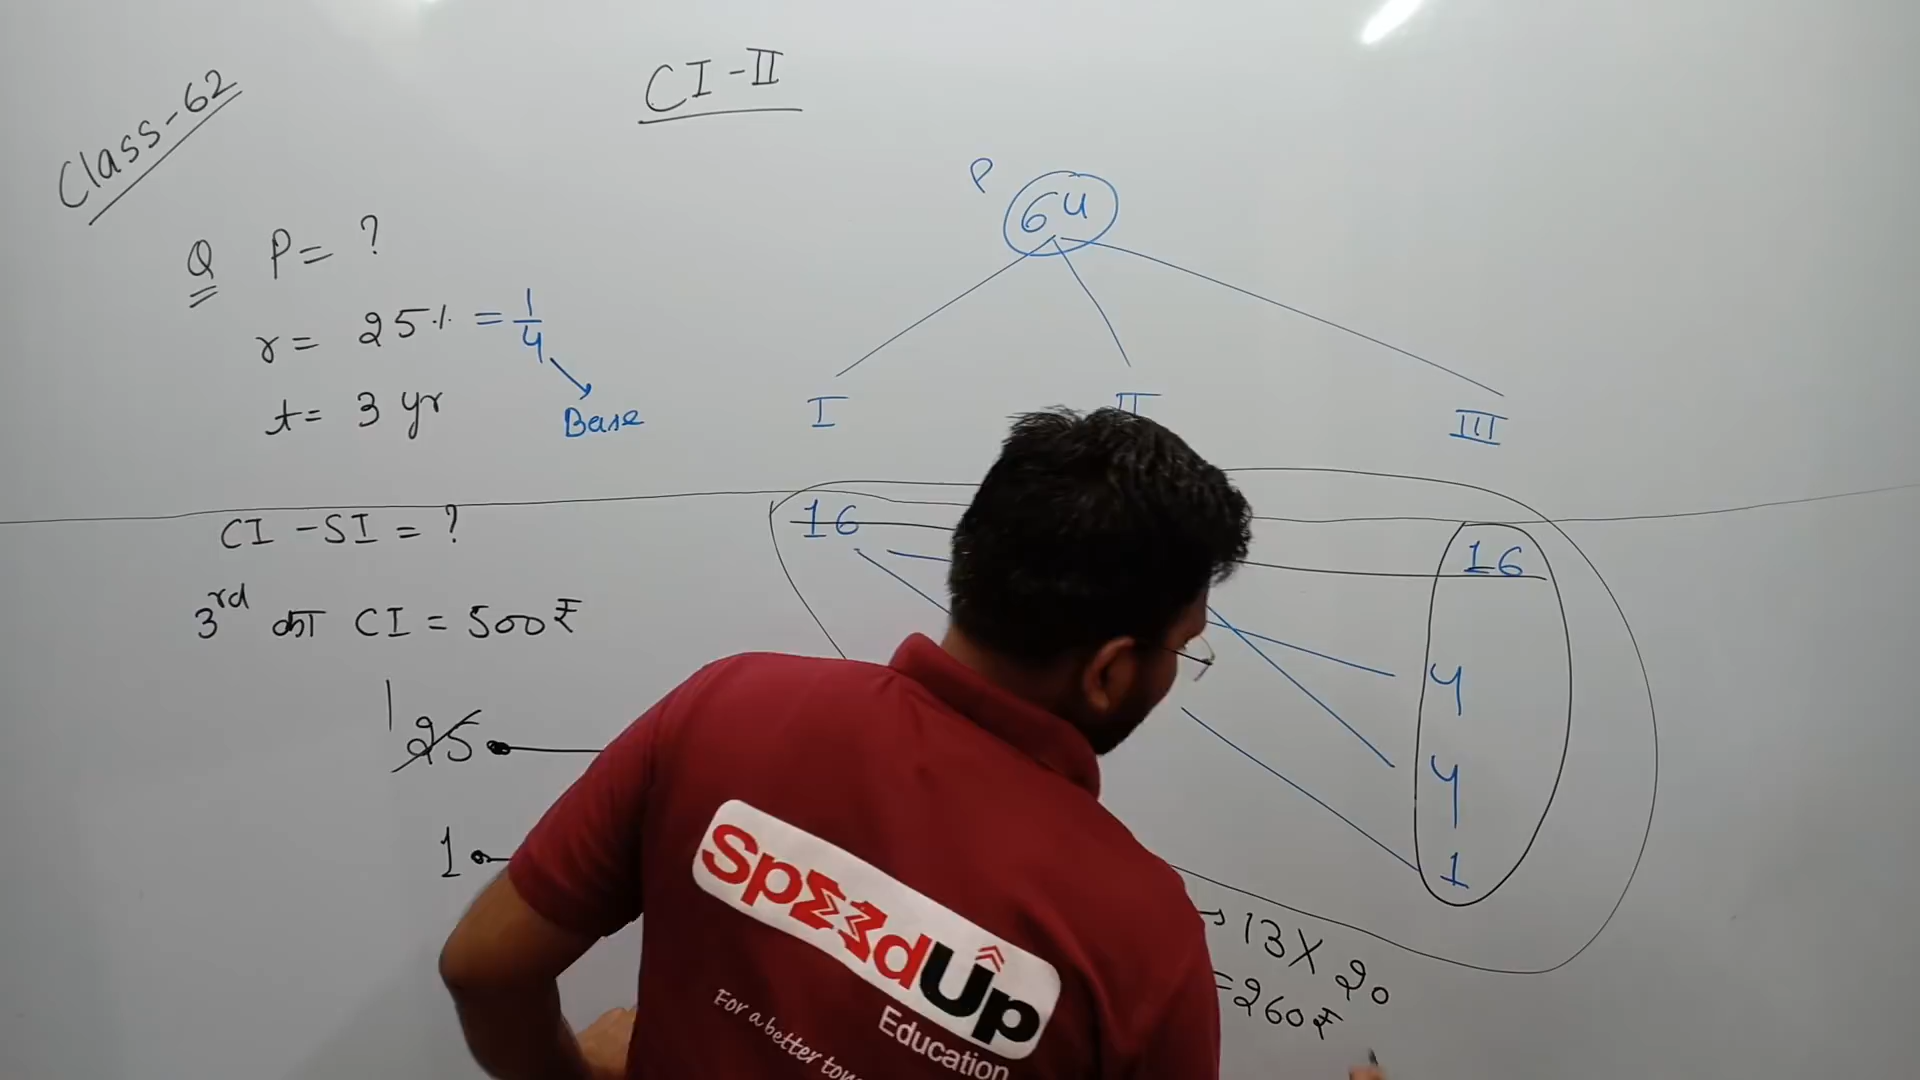 Class-62
CI-II
Q P= ?
r= 25% = 1/4
Base
t= 3 yr
CI -SI = ?
3rd का CI = 500₹
25
1
1
P
64
I
II
III
16
16
4
4
1
→ 13 X 20
=260₹
SpeedUp
Education
For a better